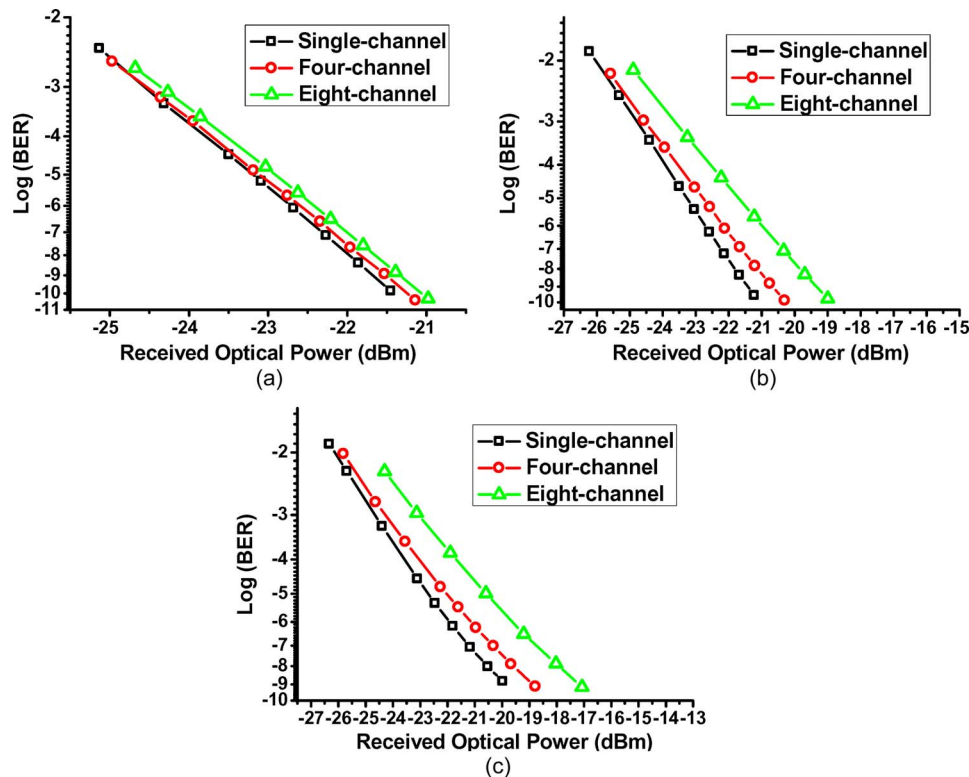 -2
-3
-4
-5
-6
-7
-8
-9
-10
-11
Log (BER)
Single-channel
Four-channel
Eight-channel
-25 -24 -23 -22 -21
Received Optical Power (dBm)
(a)
-2
-3
-4
-5
-6
-7
-8
-9
-10
Log (BER)
Single-channel
Four-channel
Eight-channel
-27 -26 -25 -24 -23 -22 -21 -20 -19 -18 -17 -16 -15
Received Optical Power (dBm)
(b)
-2
-3
-4
-5
-6
-7
-8
-9
-10
Log (BER)
Single-channel
Four-channel
Eight-channel
-27 -26 -25 -24 -23 -22 -21 -20 -19 -18 -17 -16 -15 -14 -13
Received Optical Power (dBm)
(c)